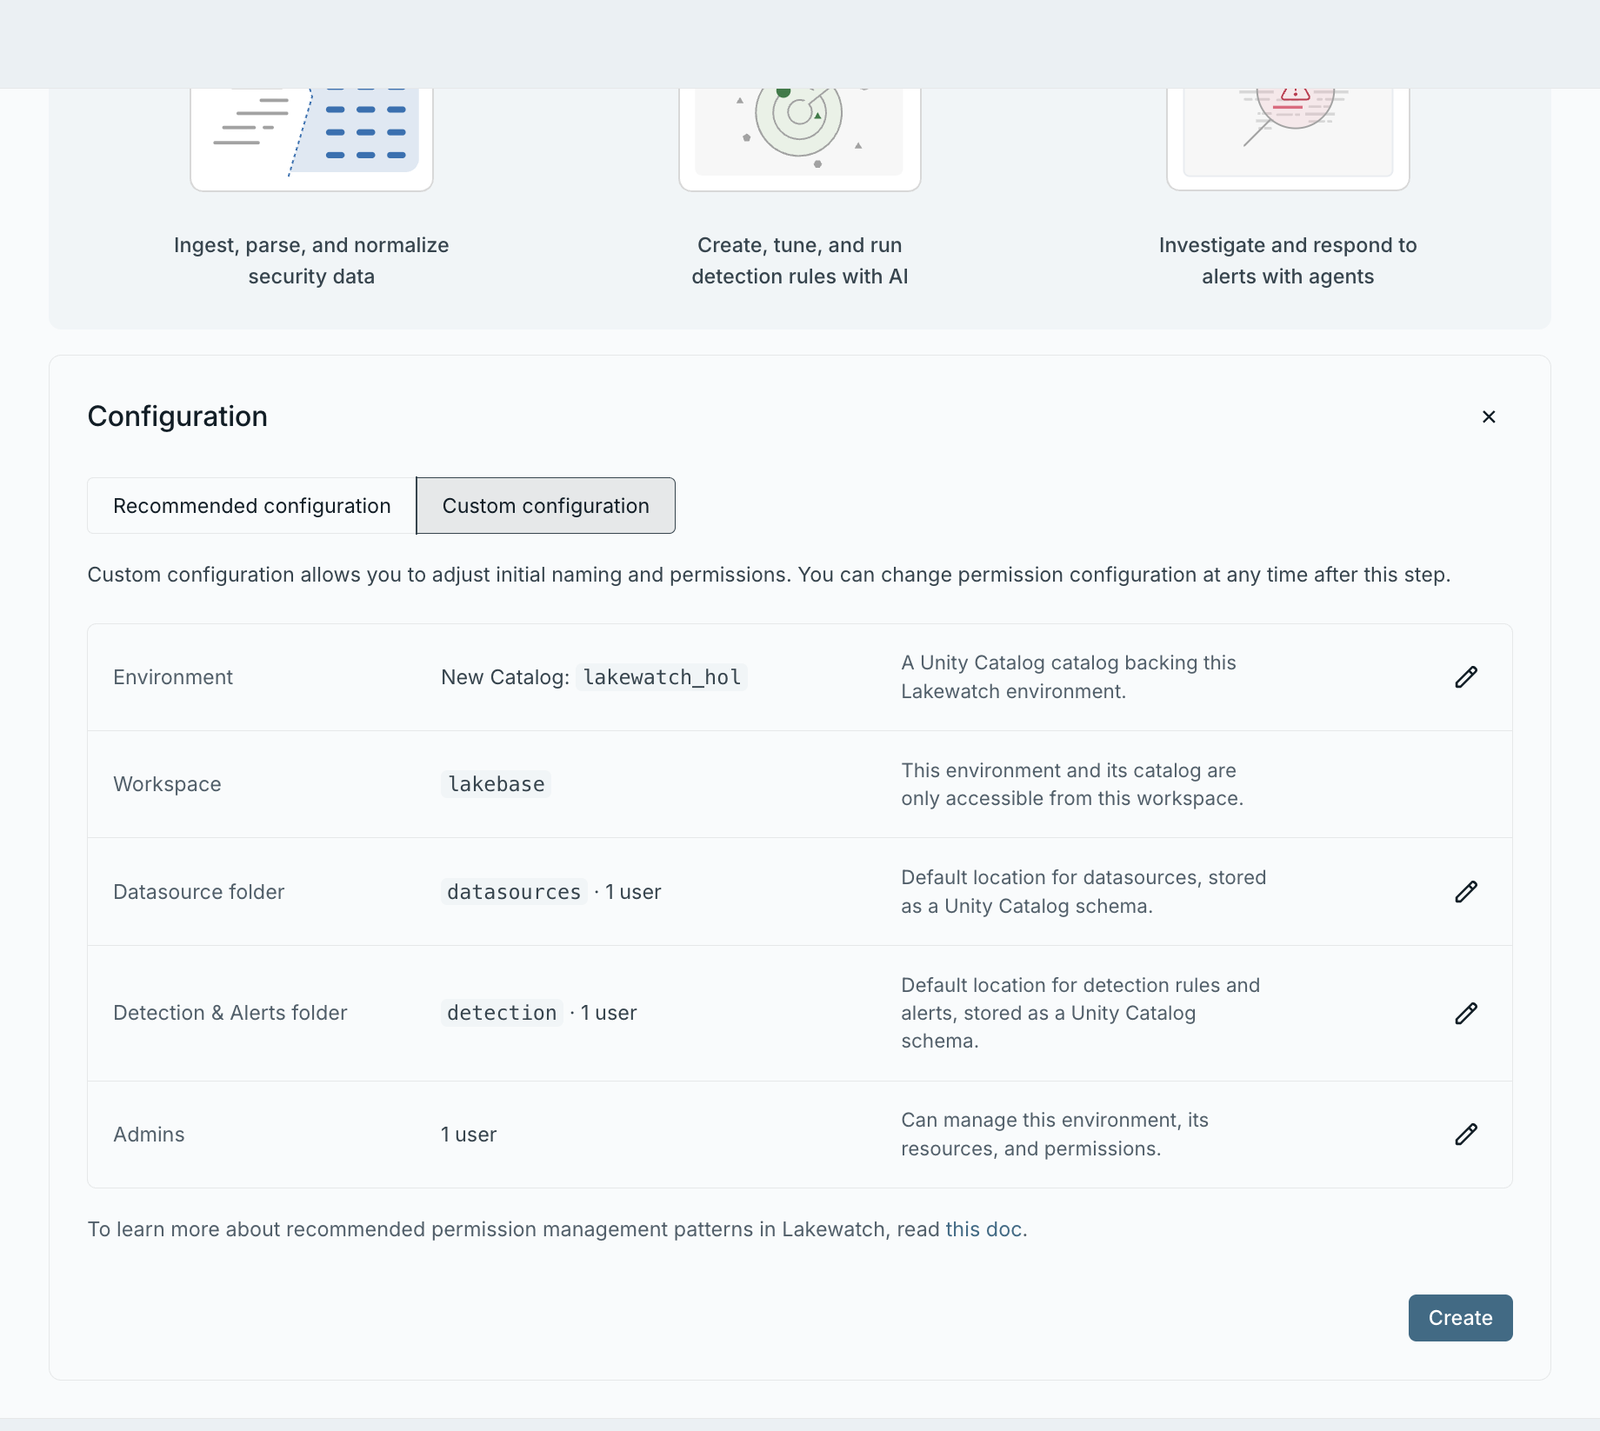 Ingest, parse, and normalize
security data
Create, tune, and run
detection rules with AI
Investigate and respond to
alerts with agents
Configuration
Recommended configuration
Custom configuration
Custom configuration allows you to adjust initial naming and permissions. You can change permission configuration at any time after this step.
Environment
New Catalog: lakewatch_hol
A Unity Catalog catalog backing this
Lakewatch environment.
Workspace
lakebase
This environment and its catalog are
only accessible from this workspace.
Datasource folder
datasources · 1 user
Default location for datasources, stored
as a Unity Catalog schema.
Detection & Alerts folder
detection · 1 user
Default location for detection rules and
alerts, stored as a Unity Catalog
schema.
Admins
1 user
Can manage this environment, its
resources, and permissions.
To learn more about recommended permission management patterns in Lakewatch, read this doc.
Create